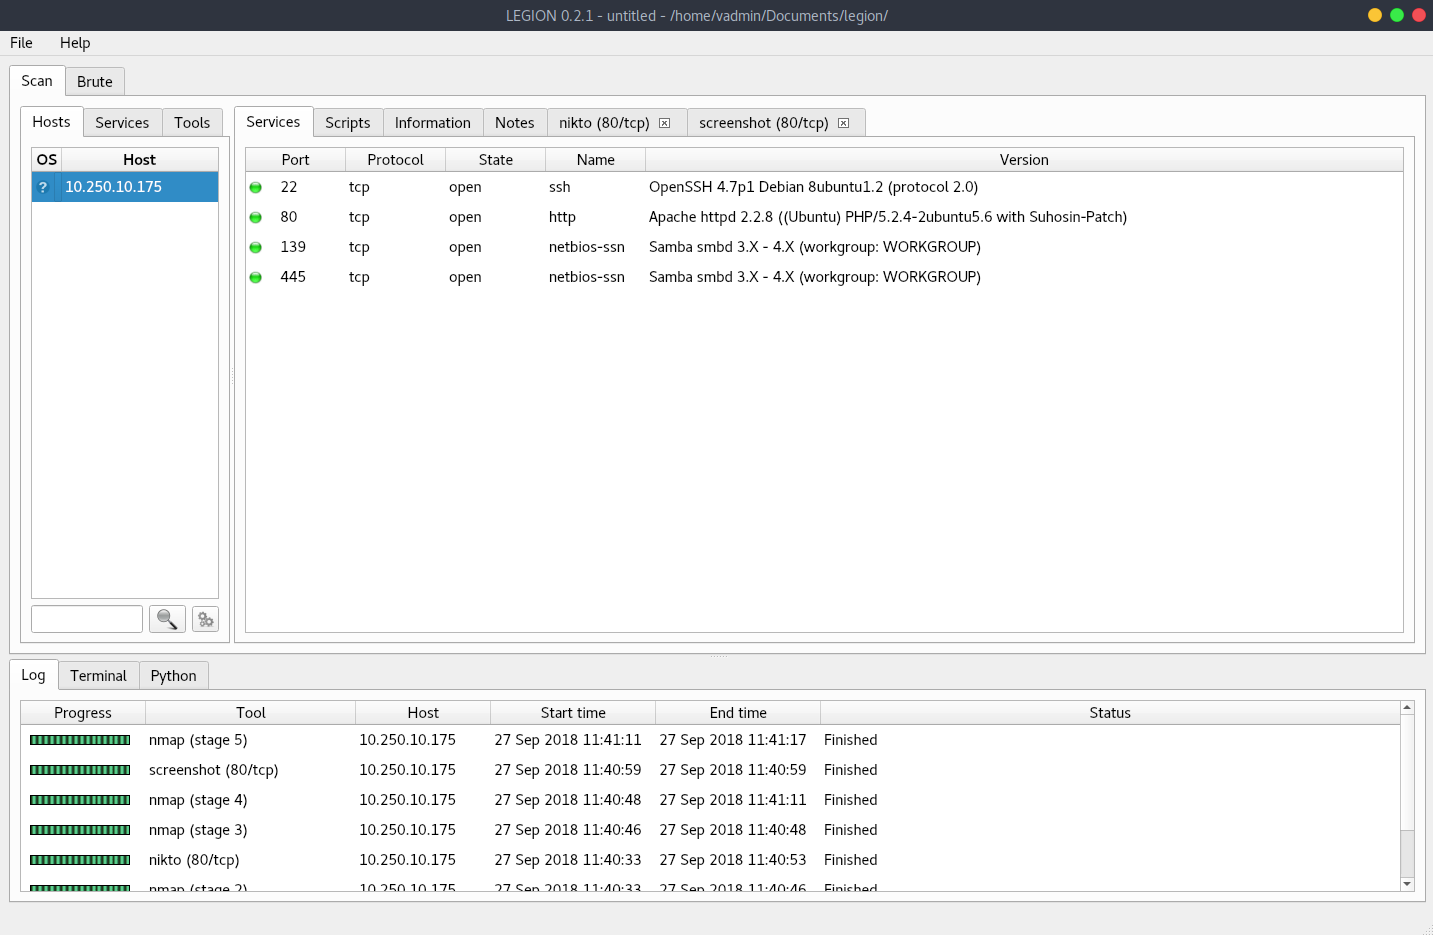 LEGION 0.2.1 - untitled - /home/vadmin/Documents/legion/
File Help
Scan Brute
Hosts Services Tools
OS Host
? 10.250.10.175
Services Scripts Information Notes nikto (80/tcp) screenshot (80/tcp)
Port Protocol State Name Version
22 tcp open ssh OpenSSH 4.7p1 Debian 8ubuntu1.2 (protocol 2.0)
80 tcp open http Apache httpd 2.2.8 ((Ubuntu) PHP/5.2.4-2ubuntu5.6 with Suhosin-Patch)
139 tcp open netbios-ssn Samba smbd 3.X - 4.X (workgroup: WORKGROUP)
445 tcp open netbios-ssn Samba smbd 3.X - 4.X (workgroup: WORKGROUP)
Log Terminal Python
Progress Tool Host Start time End time Status
nmap (stage 5) 10.250.10.175 27 Sep 2018 11:41:11 27 Sep 2018 11:41:17 Finished
screenshot (80/tcp) 10.250.10.175 27 Sep 2018 11:40:59 27 Sep 2018 11:40:59 Finished
nmap (stage 4) 10.250.10.175 27 Sep 2018 11:40:48 27 Sep 2018 11:41:11 Finished
nmap (stage 3) 10.250.10.175 27 Sep 2018 11:40:46 27 Sep 2018 11:40:48 Finished
nikto (80/tcp) 10.250.10.175 27 Sep 2018 11:40:33 27 Sep 2018 11:40:53 Finished
nmap (stage 2) 10.250.10.175 27 Sep 2018 11:40:33 27 Sep 2018 11:40:46 Finished